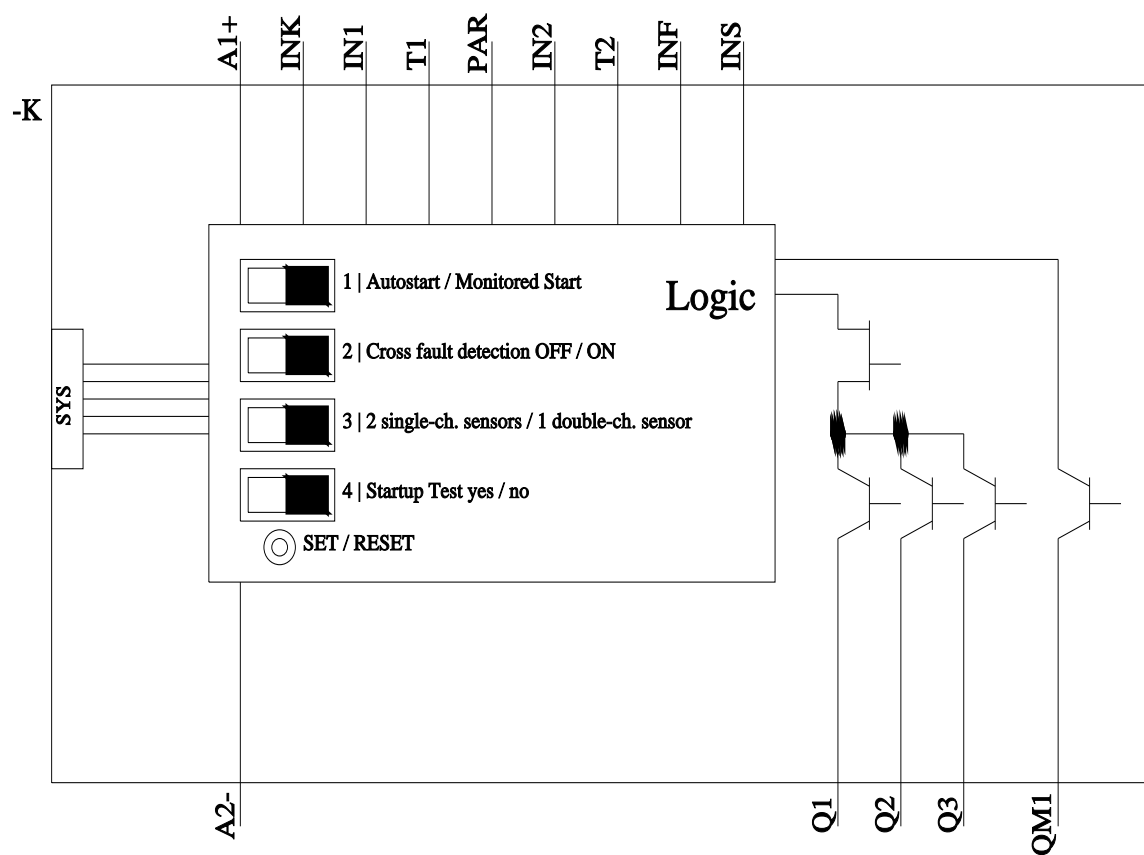 A1+
INK
IN1
T1
PAR
IN2
T2
INF
INS
-K
1 | Autostart / Monitored Start
Logic
2 | Cross fault detection OFF / ON
SYS
3 | 2 single-ch. sensors / 1 double-ch. sensor
4 | Startup Test yes / no
SET / RESET
A2-
Q1
Q2
Q3
QM1